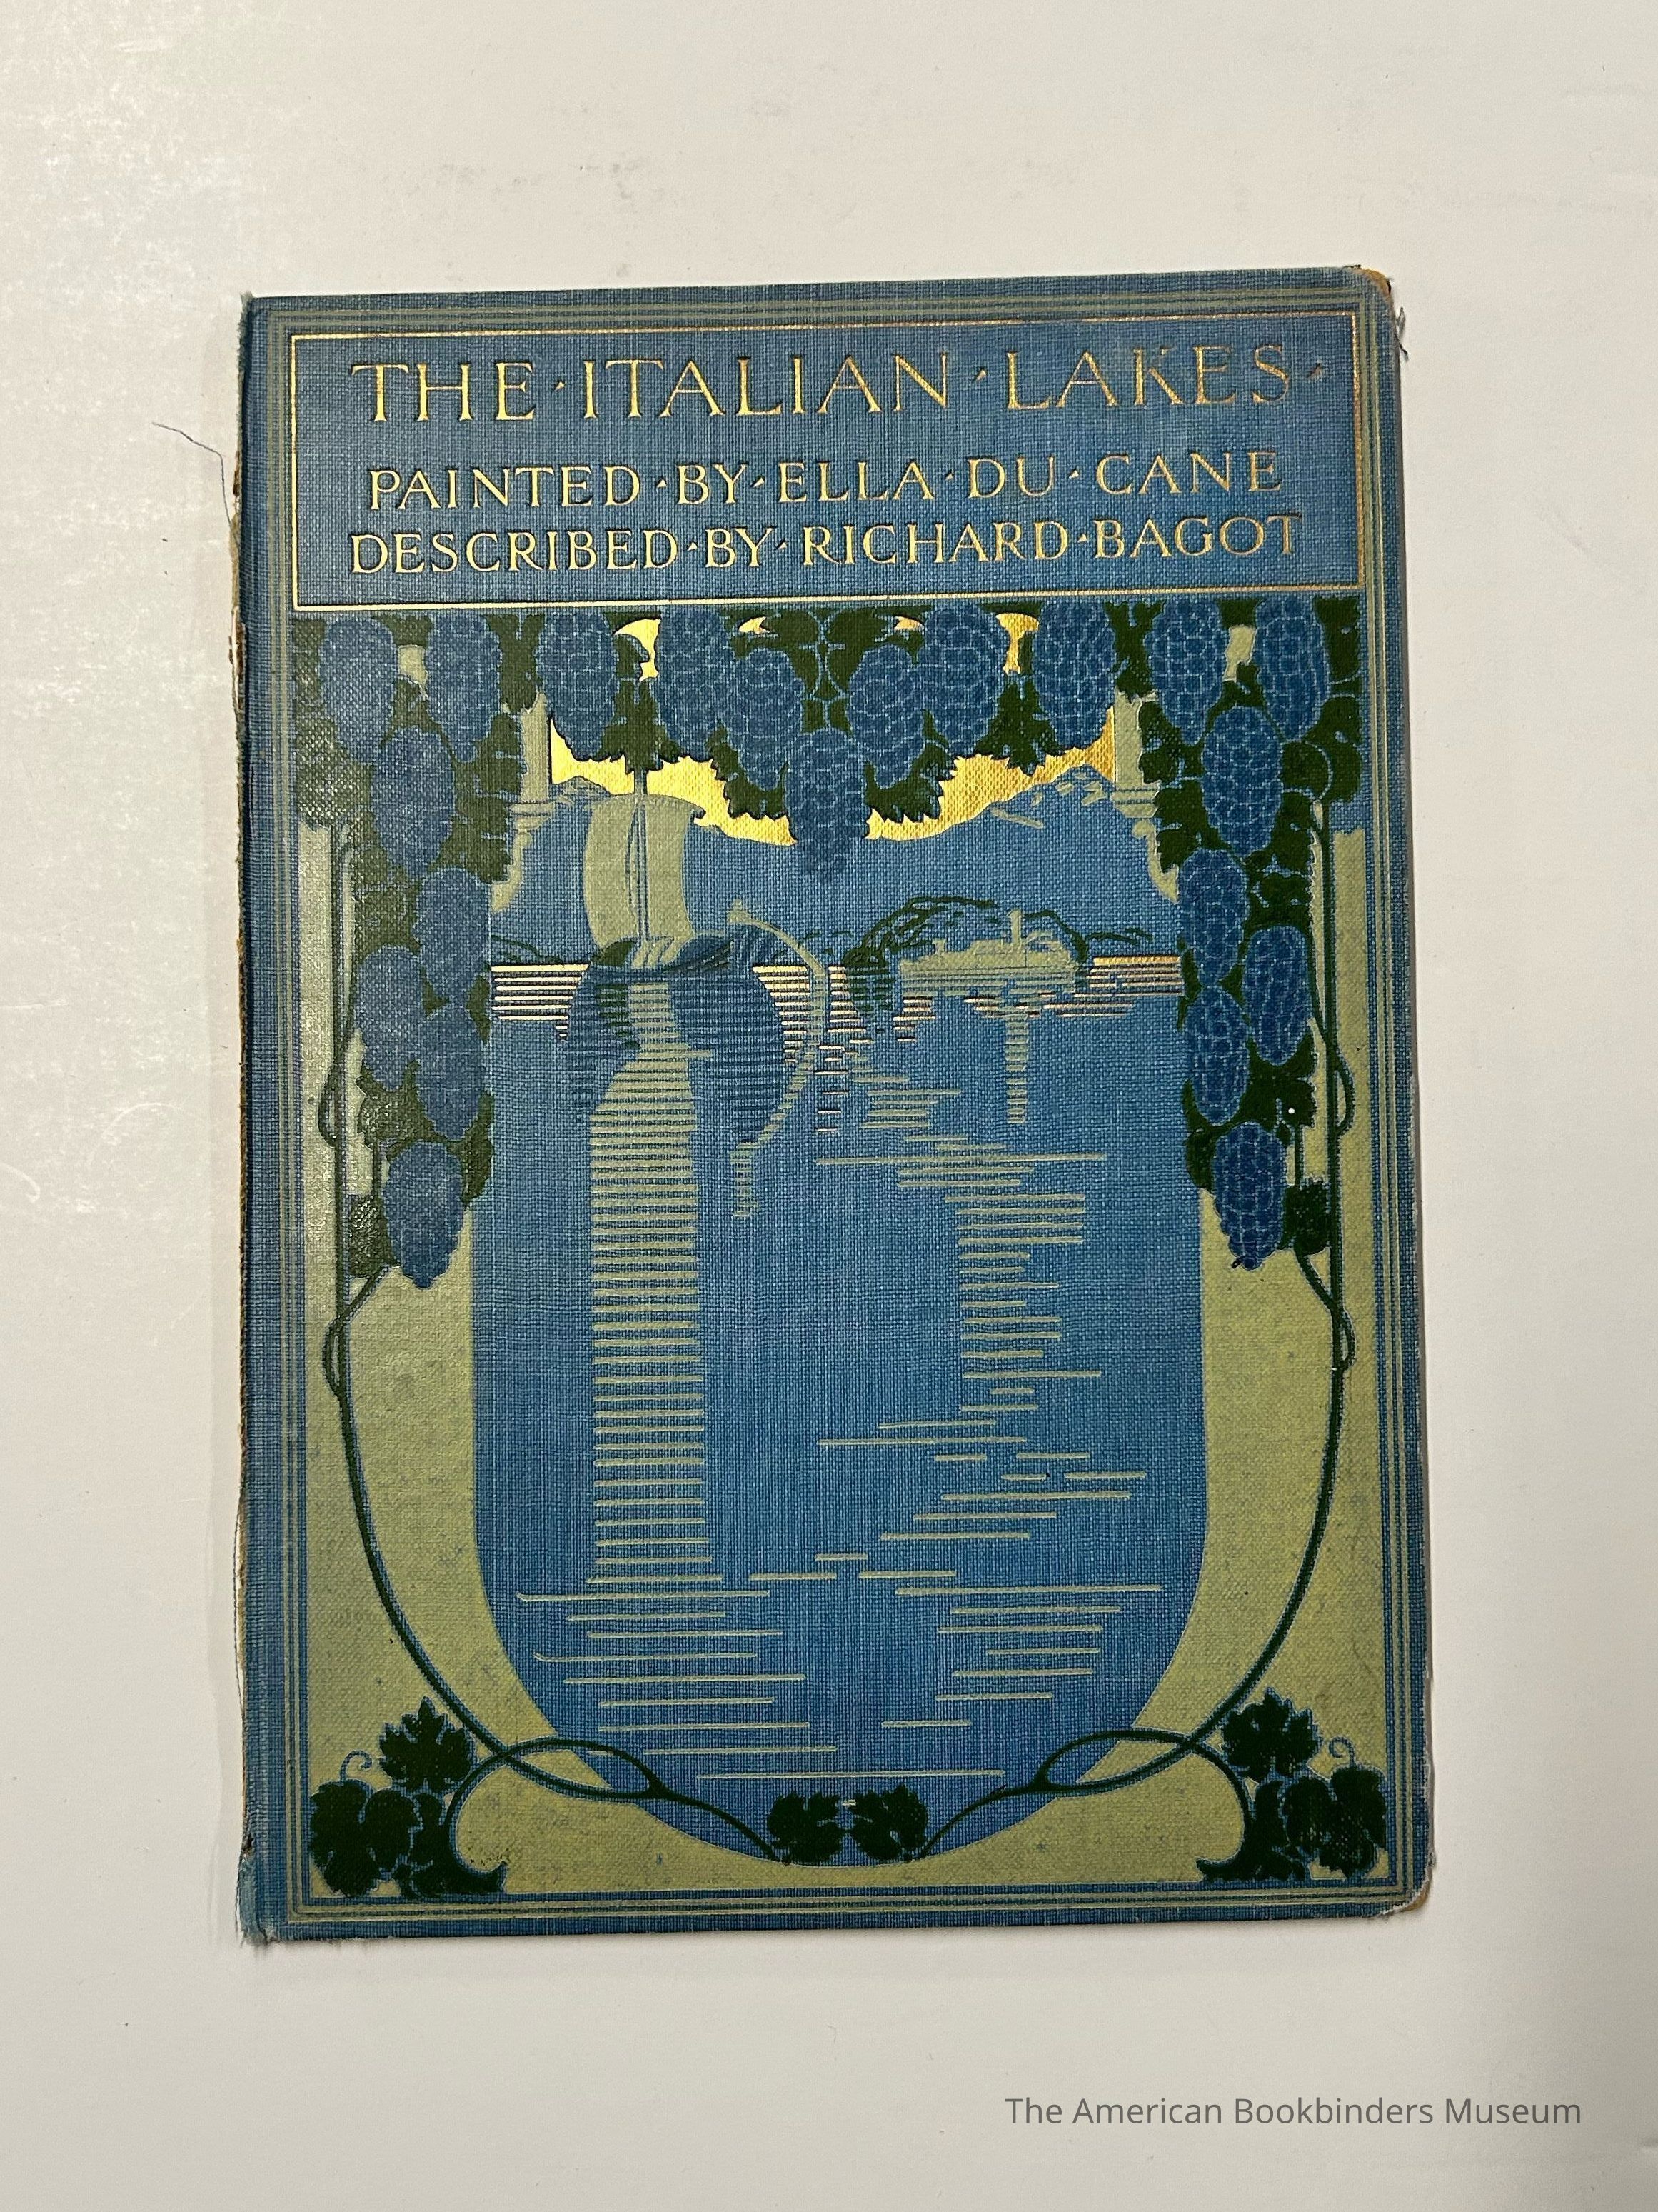 THE·ITALIAN·LAKES·
PAINTED·BY·ELLA·DU·CANE
DESCRIBED·BY·RICHARD·BAGOT
The American Bookbinders Museum